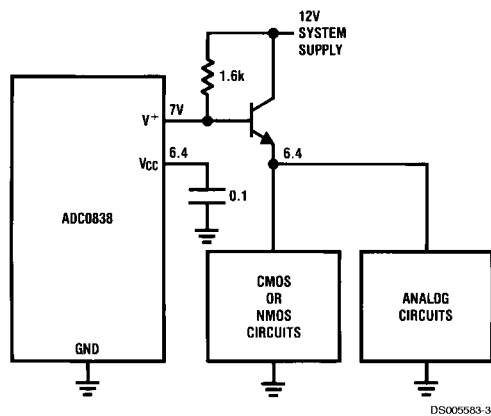 12V
SYSTEM
SUPPLY
1.6k
7V
V+
6.4
VCC
6.4
0.1
ADC0838
CMOS
OR
NMOS
CIRCUITS
ANALOG
CIRCUITS
GND
DS005583-3